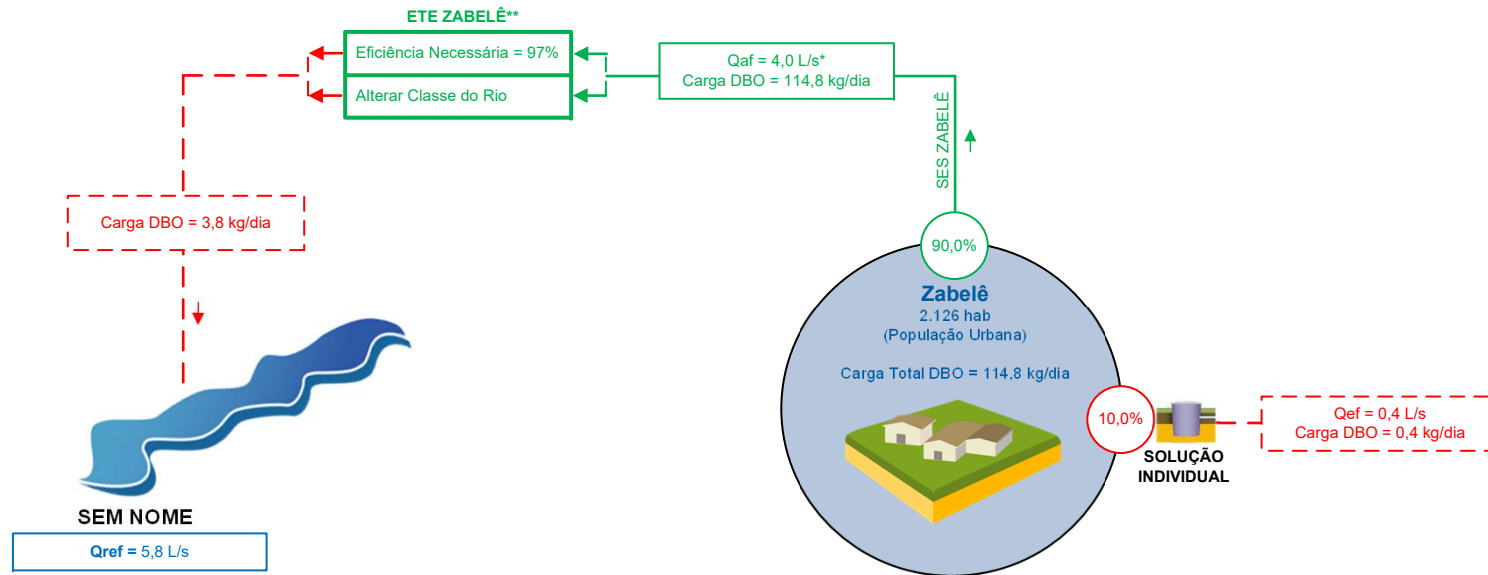 ETE ZABELÊ**
Eficiência Necessária = 97%
Alterar Classe do Rio
Qaf = 4,0 L/s*
Carga DBO = 114,8 kg/dia
SES ZABELÊ
Carga DBO = 3,8 kg/dia
90,0%
Zabelê
2.126 hab
(População Urbana)
Carga Total DBO = 114,8 kg/dia
10,0%
SOLUÇÃO
INDIVIDUAL
Qef = 0,4 L/s
Carga DBO = 0,4 kg/dia
SEM NOME
Qref = 5,8 L/s